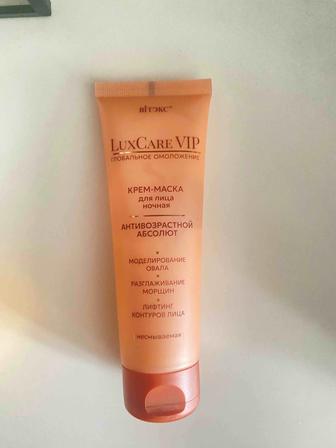 вітэкс
LUXCARE VIP
ГЛОБАЛЬНОЕ ОМОЛОЖЕНИЕ
КРЕМ-МАСКА
для лица
ночная
АНТИВОЗРАСТНОЙ
АБСОЛЮТ
МОДЕЛИРОВАНИЕ
ОВАЛА
РАЗГЛАЖИВАНИЕ
МОРЩИН
ЛИФТИНГ
КОНТУРОВ ЛИЦА
несмываемая